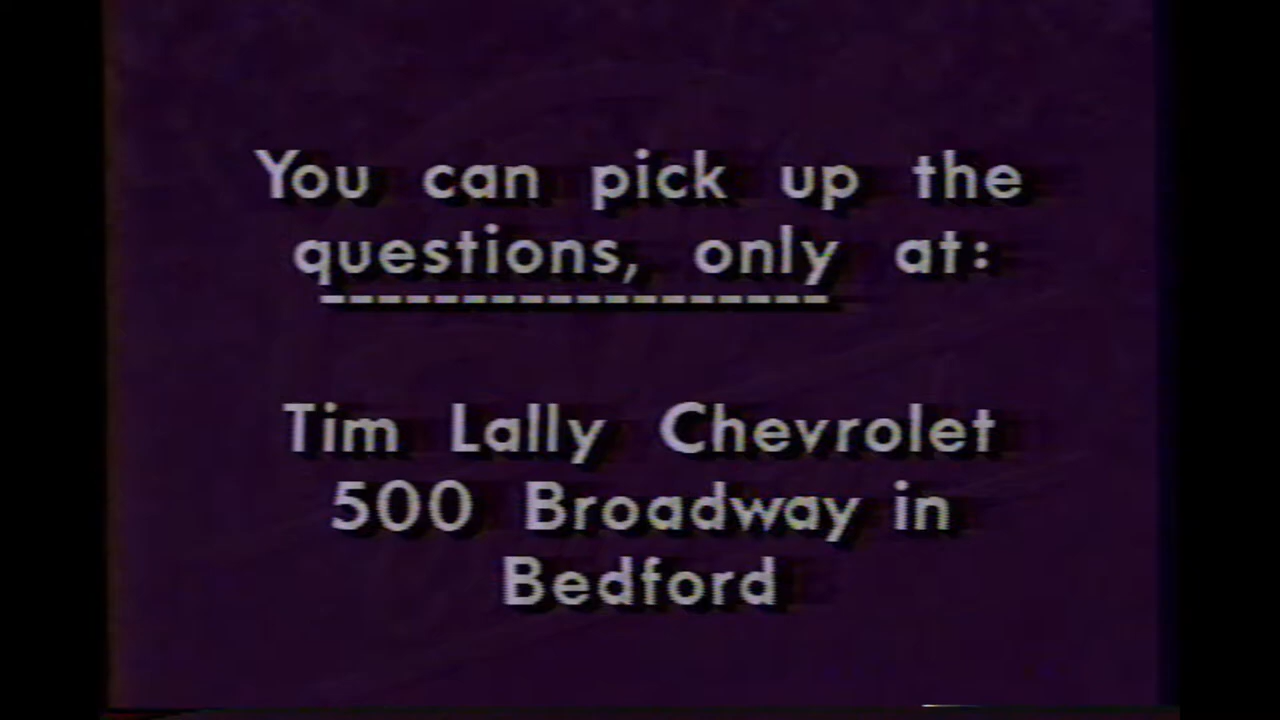 You can pick up the
questions, only at:
------------------
Tim Lally Chevrolet
500 Broadway in
Bedford